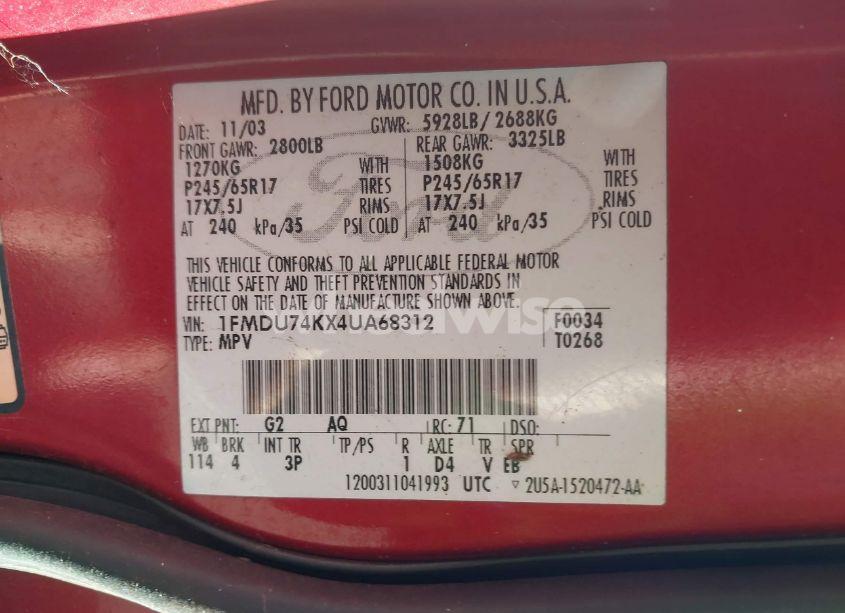 MFD. BY FORD MOTOR CO. IN U.S.A.
DATE: 11/03 GVWR: 5928LB/ 2688KG
FRONT GAWR: 2800LB REAR GAWR: 3325LB
1270KG WITH 1508KG WITH
P245/65R17 TIRES P245/65R17 TIRES
17X7.5J RIMS 17X7.5J RIMS
AT 240 kPa/35 PSI COLD AT 240 kPa/35 PSI COLD
Ford
THIS VEHICLE CONFORMS TO ALL APPLICABLE FEDERAL MOTOR
VEHICLE SAFETY AND THEFT PREVENTION STANDARDS IN
EFFECT ON THE DATE OF MANUFACTURE SHOWN ABOVE.
VIN: 1FMDU74KX4UA68312 F0034
TYPE: MPV T0268
EXT PNT: G2 AQ RC: 71 DSO:
WB BRK INT TR TP/PS R AXLE TR SPR
114 4 3P 1 D4 V EB
1200311041993 UTC ▽ 2U5A-1520472-AA